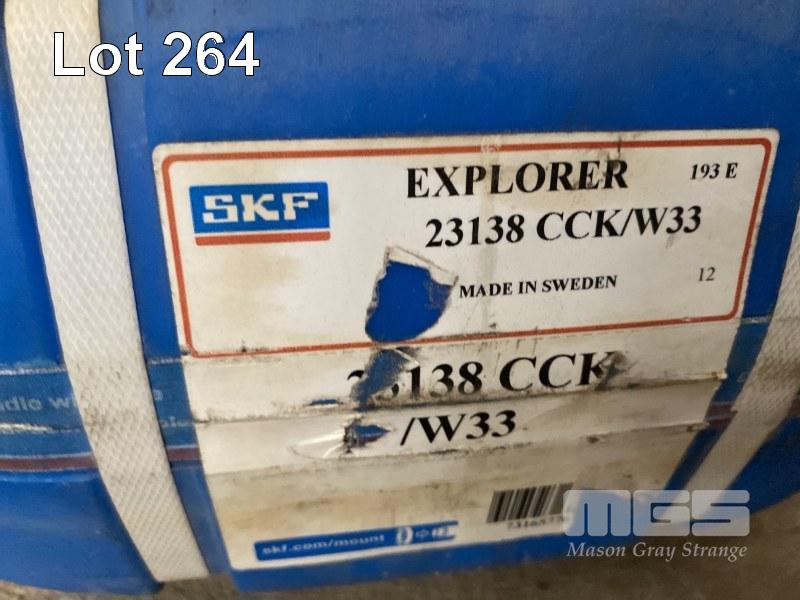 Lot 264
SKF
EXPLORER
193 E
23138 CCK/W33
MADE IN SWEDEN
12
138 CCK
/W33
skf.com/mount
MGS
Mason Gray Strange